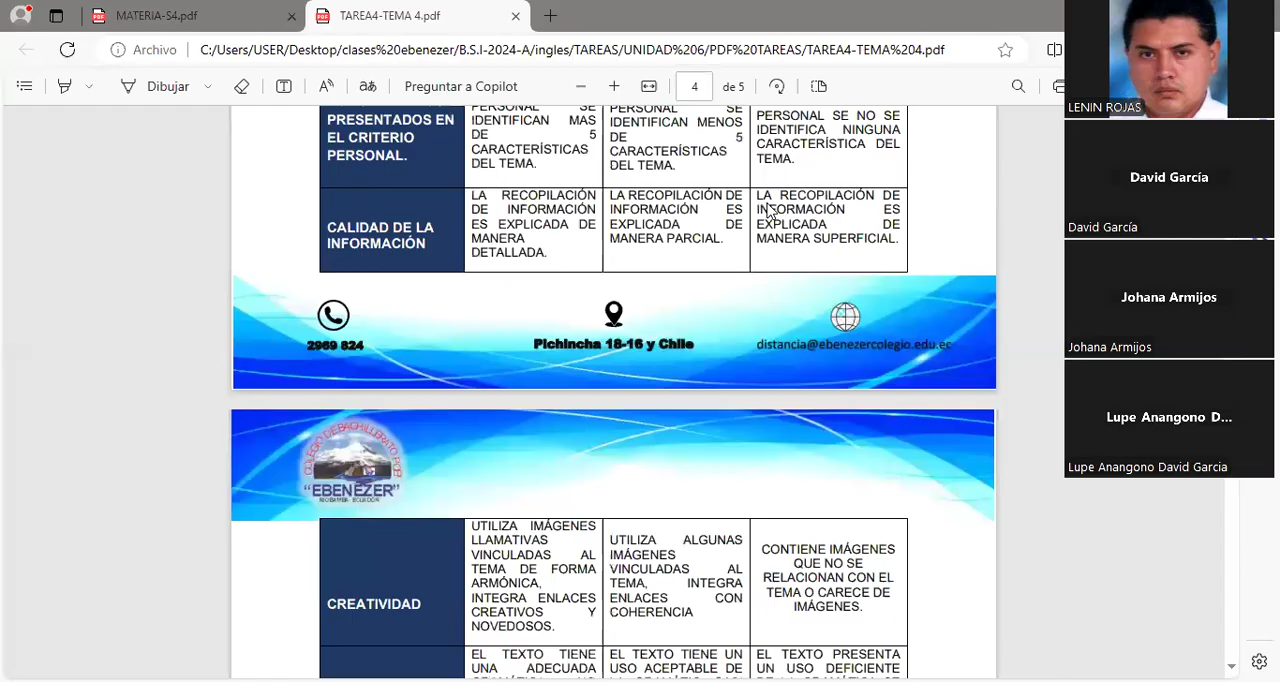 MATERIA-S4.pdf
TAREA4-TEMA 4.pdf
Archivo
C:/Users/USER/Desktop/clases%20ebenezer/B.S.I-2024-A/ingles/TAREAS/UNIDAD%206/PDF%20TAREAS/TAREA4-TEMA%204.pdf
Dibujar
Preguntar a Copilot
4
de 5
PRESENTADOS EN
EL CRITERIO
PERSONAL.
PERSONAL SE
IDENTIFICAN MAS
DE 5
CARACTERÍSTICAS
DEL TEMA.
PERSONAL SE
IDENTIFICAN MENOS
DE 5
CARACTERÍSTICAS
DEL TEMA.
PERSONAL SE NO SE
IDENTIFICA NINGUNA
CARACTERÍSTICA DEL
TEMA.
CALIDAD DE LA
INFORMACIÓN
LA RECOPILACIÓN
DE INFORMACIÓN
ES EXPLICADA DE
MANERA
DETALLADA.
LA RECOPILACIÓN DE
INFORMACIÓN ES
EXPLICADA DE
MANERA PARCIAL.
LA RECOPILACIÓN DE
INFORMACIÓN ES
EXPLICADA DE
MANERA SUPERFICIAL.
2969 824
Pichincha 18-16 y Chile
distancia@ebenezercolegio.edu.ec
COLEGIO DE BACHILLERATO PCEI
"EBENEZER"
RIOBAMBA-ECUADOR
CREATIVIDAD
UTILIZA IMÁGENES
LLAMATIVAS
VINCULADAS AL
TEMA DE FORMA
ARMÓNICA,
INTEGRA ENLACES
CREATIVOS Y
NOVEDOSOS.
UTILIZA ALGUNAS
IMÁGENES
VINCULADAS AL
TEMA, INTEGRA
ENLACES CON
COHERENCIA
CONTIENE IMÁGENES
QUE NO SE
RELACIONAN CON EL
TEMA O CARECE DE
IMÁGENES.
EL TEXTO TIENE
UNA ADECUADA
EL TEXTO TIENE UN
USO ACEPTABLE DE
EL TEXTO PRESENTA
UN USO DEFICIENTE
LENIN ROJAS
David García
David García
Johana Armijos
Johana Armijos
Lupe Anangono D...
Lupe Anangono David Garcia